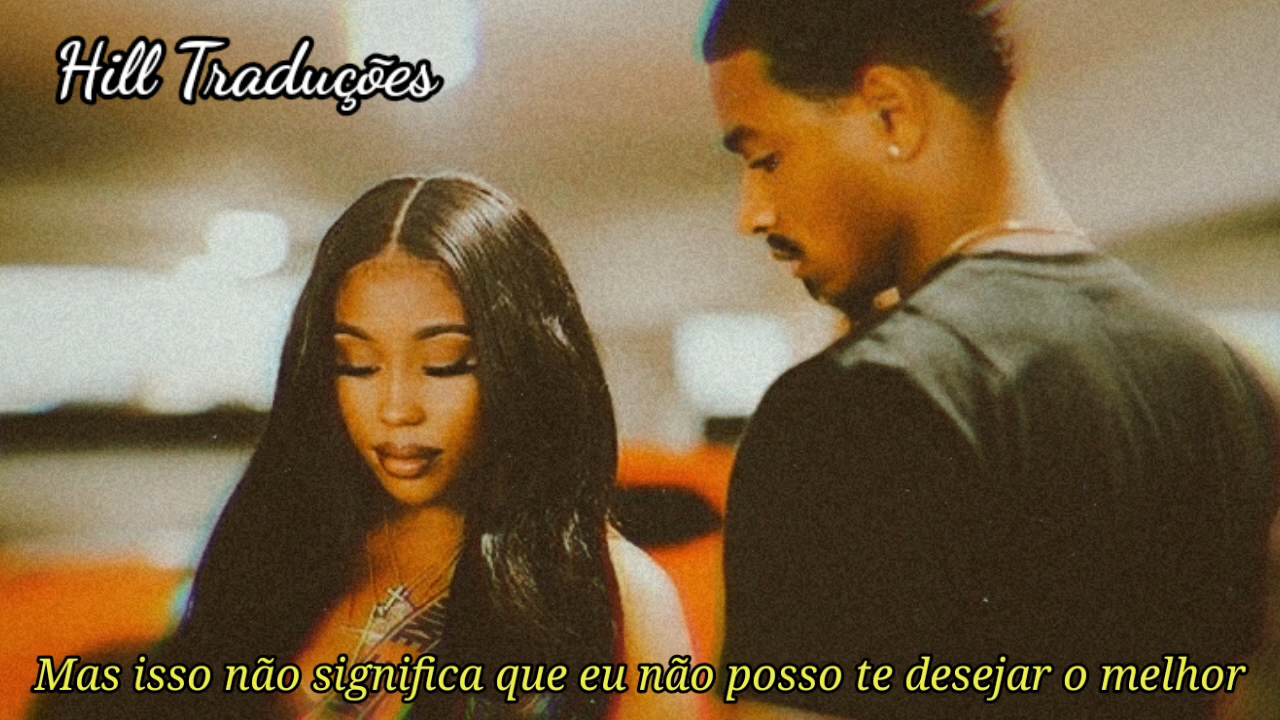 Hill Traduções
Mas isso não significa que eu não posso te desejar o melhor